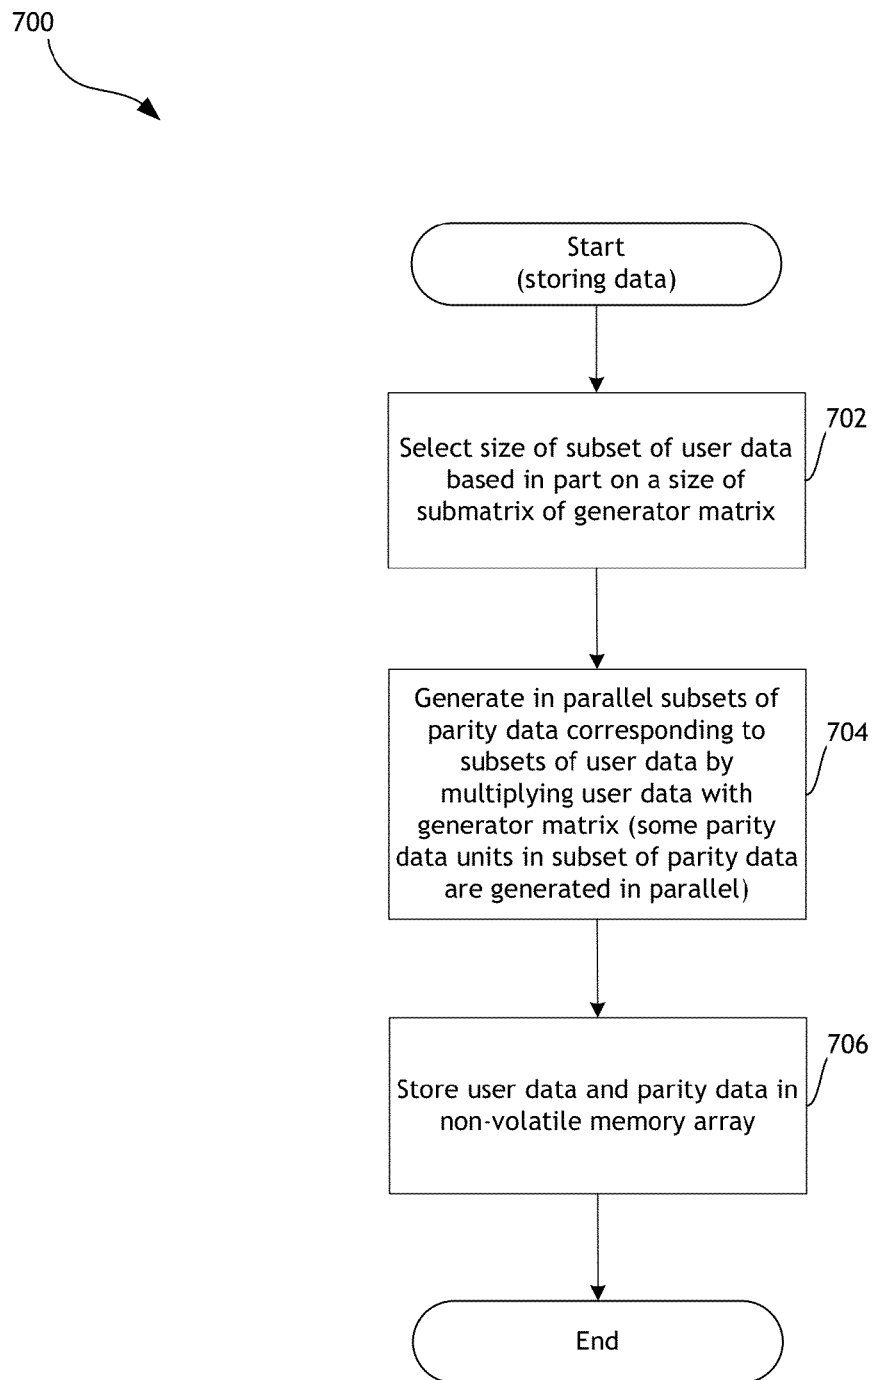 700
Start
(storing data)
702
Select size of subset of user data
based in part on a size of
submatrix of generator matrix
Generate in parallel subsets of
parity data corresponding to
subsets of user data by
multiplying user data with
generator matrix (some parity
data units in subset of parity data
are generated in parallel)
704
706
Store user data and parity data in
non-volatile memory array
End